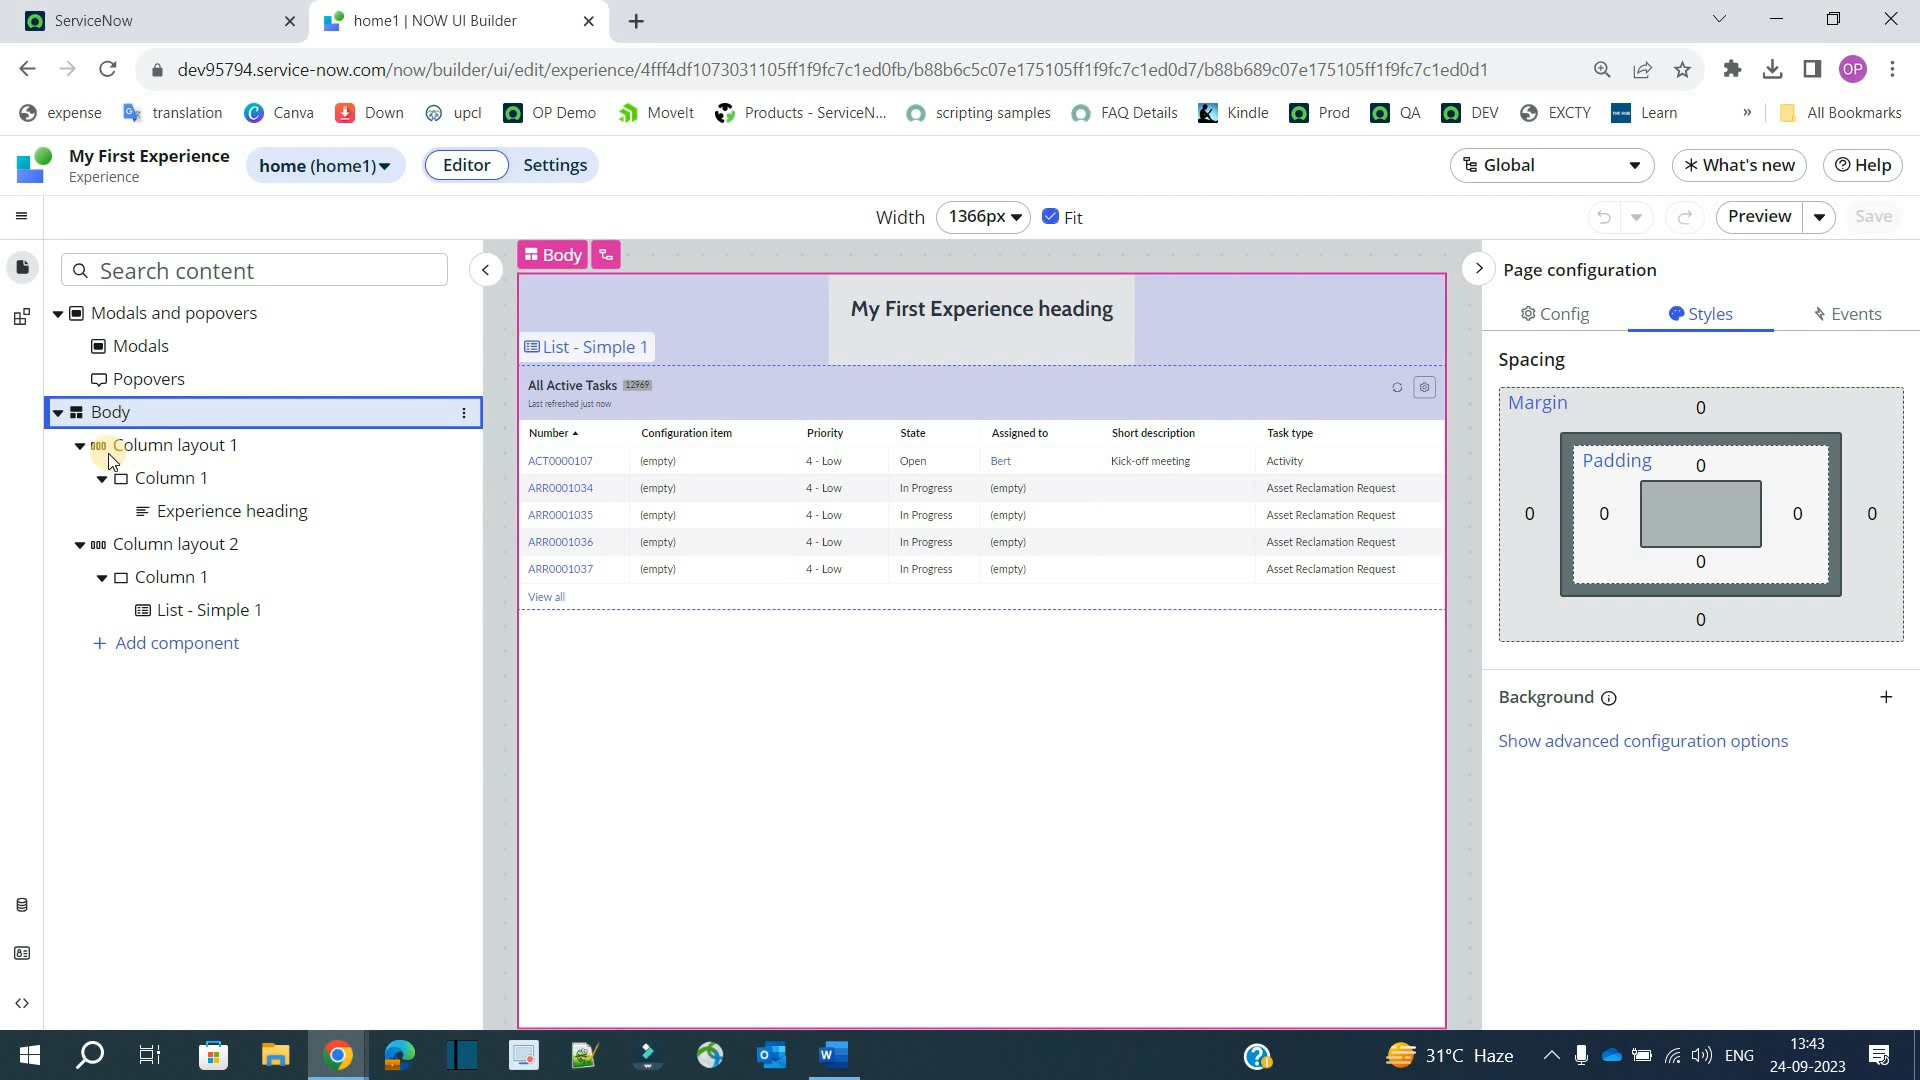 ServiceNow
home1 | NOW UI Builder
dev95794.service-now.com/now/builder/ui/edit/experience/4fff4df1073031105ff1f9fc7c1ed0fb/b88b6c5c07e175105ff1f9fc7c1ed0d7/b88b689c07e175105ff1f9fc7c1ed0d1
OP
expense
translation
Canva
Down
upcl
OP Demo
MoveIt
Products - ServiceN...
scripting samples
FAQ Details
Kindle
Prod
QA
DEV
EXCTY
Learn
»
All Bookmarks
My First Experience
Experience
home (home1)
Editor
Settings
Global
What's new
Help
Width
1366px
Fit
Preview
Save
Search content
Modals and popovers
Modals
Popovers
Body
Column layout 1
Column 1
Experience heading
Column layout 2
Column 1
List - Simple 1
+ Add component
Body
My First Experience heading
List - Simple 1
All Active Tasks 12969
Last refreshed just now
Number Configuration item Priority State Assigned to Short description Task type
ACT0000107 (empty) 4 - Low Open Bert Kick-off meeting Activity
ARR0001034 (empty) 4 - Low In Progress (empty) Asset Reclamation Request
ARR0001035 (empty) 4 - Low In Progress (empty) Asset Reclamation Request
ARR0001036 (empty) 4 - Low In Progress (empty) Asset Reclamation Request
ARR0001037 (empty) 4 - Low In Progress (empty) Asset Reclamation Request
View all
Page configuration
Config
Styles
Events
Spacing
Margin
0
Padding
0
0
0
0
0
0
0
Background
Show advanced configuration options
31°C Haze
ENG
13:43
24-09-2023